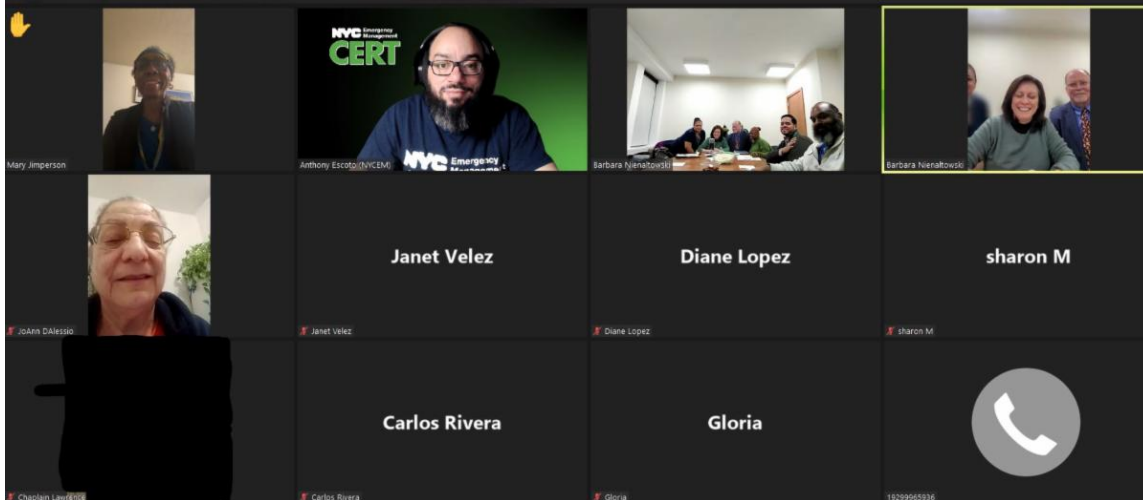 NYC Emergency
Management
CERT
NYC Emergency
Management
Mary Jimperson
Anthony Escoto (NYCEM)
Barbara Nienaltowski
Barbara Nienaltowski
Janet Velez
Diane Lopez
sharon M
JoAnn DAlessio
Janet Velez
Diane Lopez
sharon M
Carlos Rivera
Gloria
Chaplain Lawrence
Carlos Rivera
Gloria
19299965936